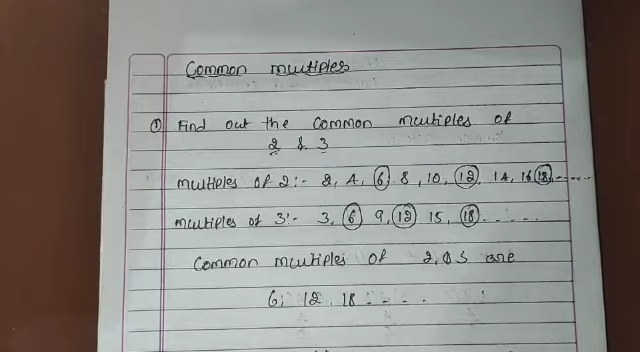 Common multiples
① Find out the Common multiples of
2 & 3
multiples of 2:- 2, 4, 6, 8, 10, 12, 14, 16 18, ......
multiples of 3:- 3, 6 9, 12 15, 18 .....
Common multiples of 2, 3 are
6, 12, 18 - - - -